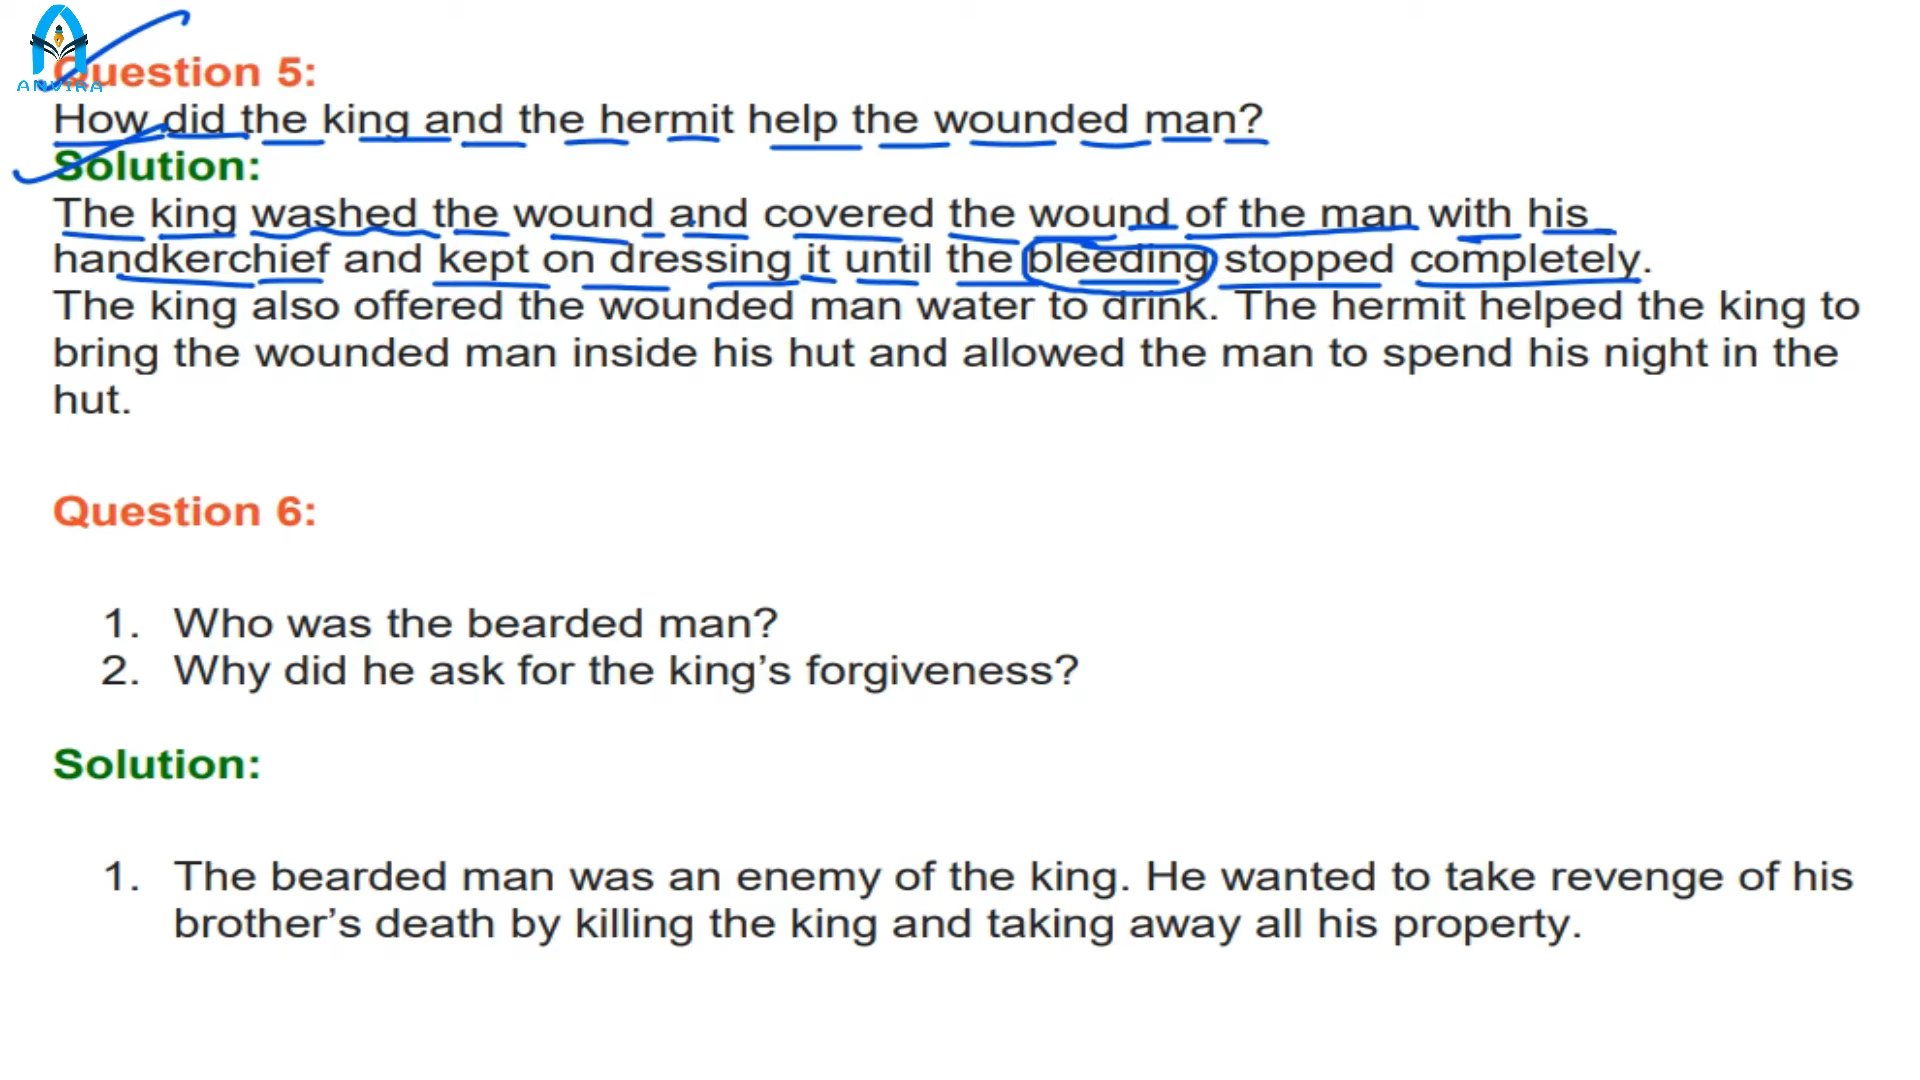 ANVIRA
Question 5:
How did the king and the hermit help the wounded man?
Solution:
The king washed the wound and covered the wound of the man with his
handkerchief and kept on dressing it until the bleeding stopped completely.
The king also offered the wounded man water to drink. The hermit helped the king to
bring the wounded man inside his hut and allowed the man to spend his night in the
hut.
Question 6:
1. Who was the bearded man?
2. Why did he ask for the king’s forgiveness?
Solution:
1. The bearded man was an enemy of the king. He wanted to take revenge of his
brother’s death by killing the king and taking away all his property.